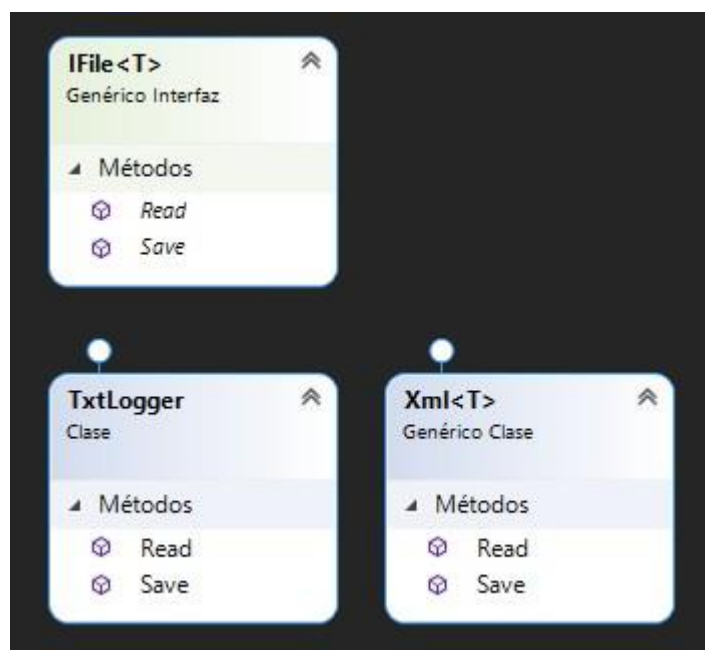 IFile<T>
Genérico Interfaz
Métodos
Read
Save
TxtLogger
Clase
Métodos
Read
Save
Xml<T>
Genérico Clase
Métodos
Read
Save